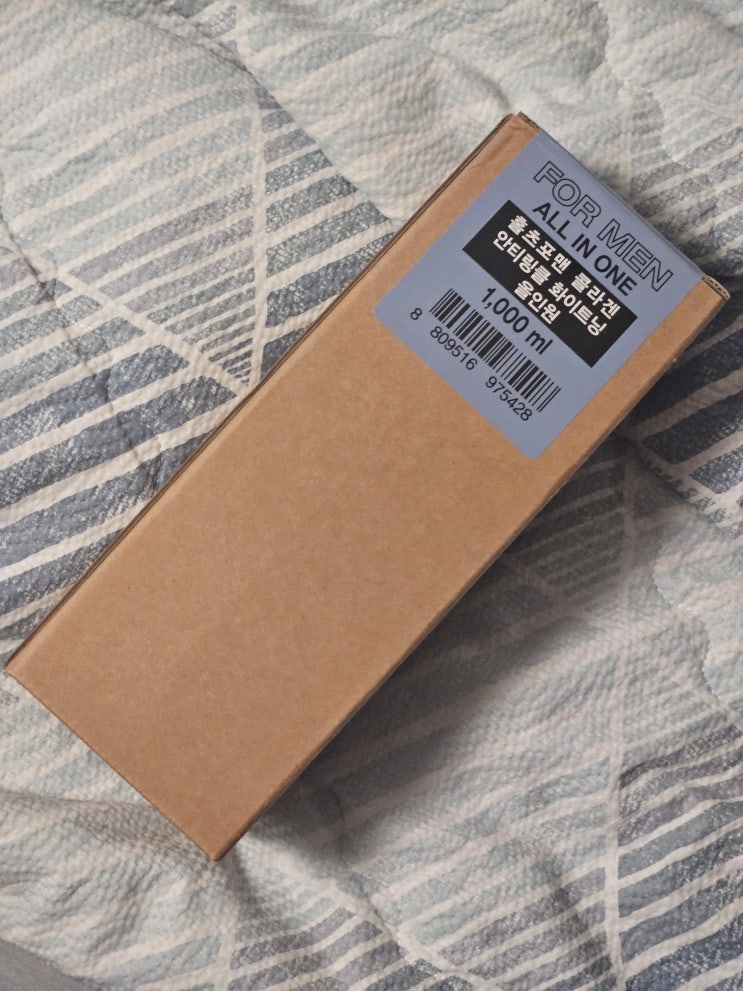 FOR MEN
ALL IN ONE
홀츠포맨 콜라겐
안티링클 화이트닝
올인원
1,000 ml
8 809516 975428